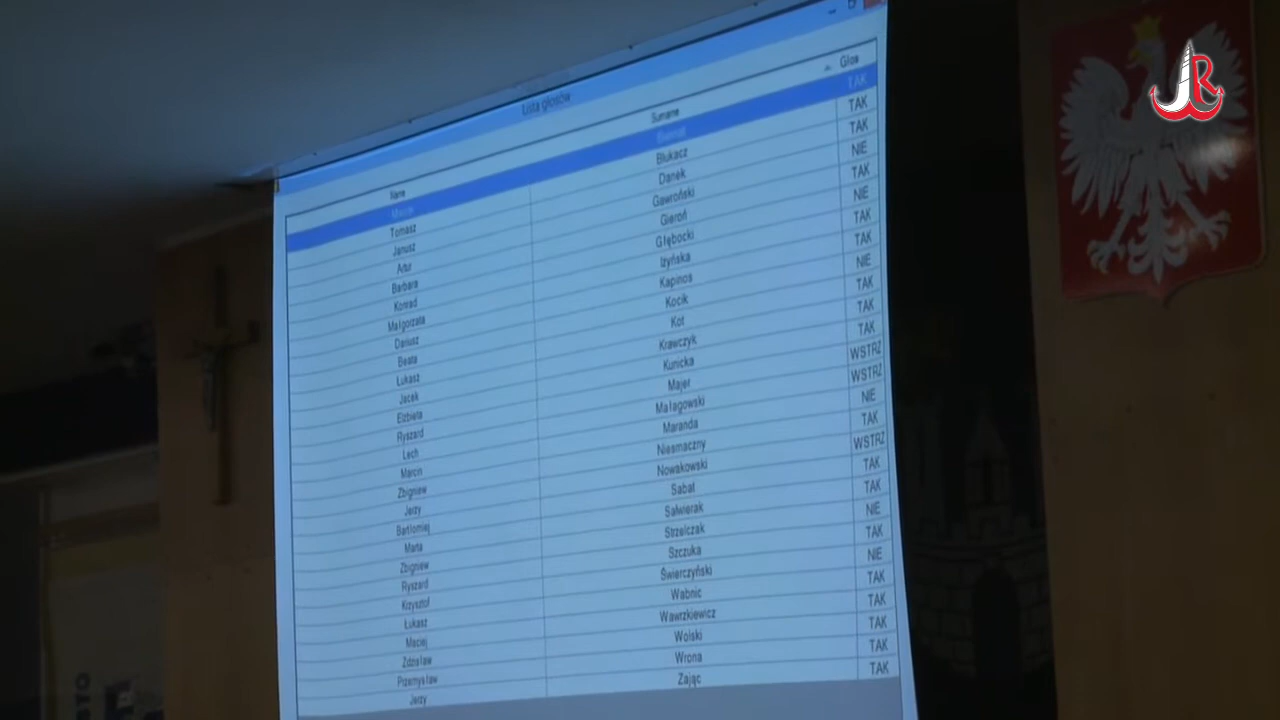 Lista głosów
Name Surname Głos
TAK
Tomasz Blukacz TAK
Janusz Danek TAK
Artur Gawroński NIE
Barbara Gieroń TAK
Konrad Głębocki NIE
Małgorzata Iżyńska TAK
Dariusz Kapinos TAK
Beata Kocik NIE
Łukasz Kot TAK
Jacek Krawczyk TAK
Elżbieta Kunicka TAK
Ryszard Majer WSTRZ
Lech Małagowski WSTRZ
Marcin Maranda NIE
Zbigniew Niesmaczny TAK
Jerzy Nowakowski WSTRZ
Bartłomiej Sabat TAK
Marta Salwierak TAK
Zbigniew Strzelczak NIE
Ryszard Szczuka TAK
Krzysztof Świerczyński NIE
Łukasz Wabnic TAK
Maciej Wawrzkiewicz TAK
Zdzisław Wolski TAK
Przemysław Wrona TAK
Jerzy Zając TAK